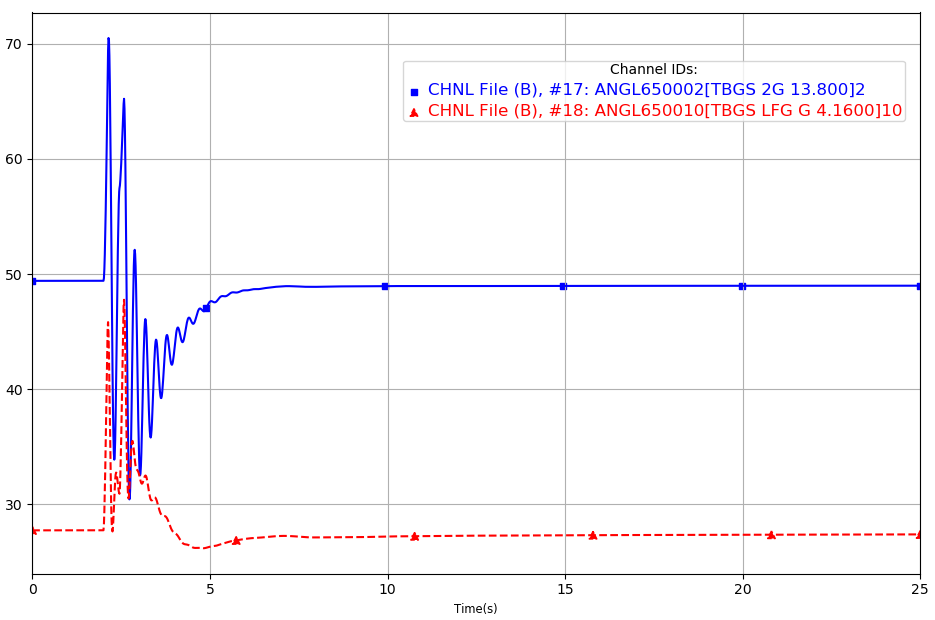 70
60
50
40
30
Channel IDs:
CHNL File (B), #17: ANGL650002[TBGS 2G 13.800]2
CHNL File (B), #18: ANGL650010[TBGS LFG G 4.1600]10
0 5 10 15 20 25
Time(s)